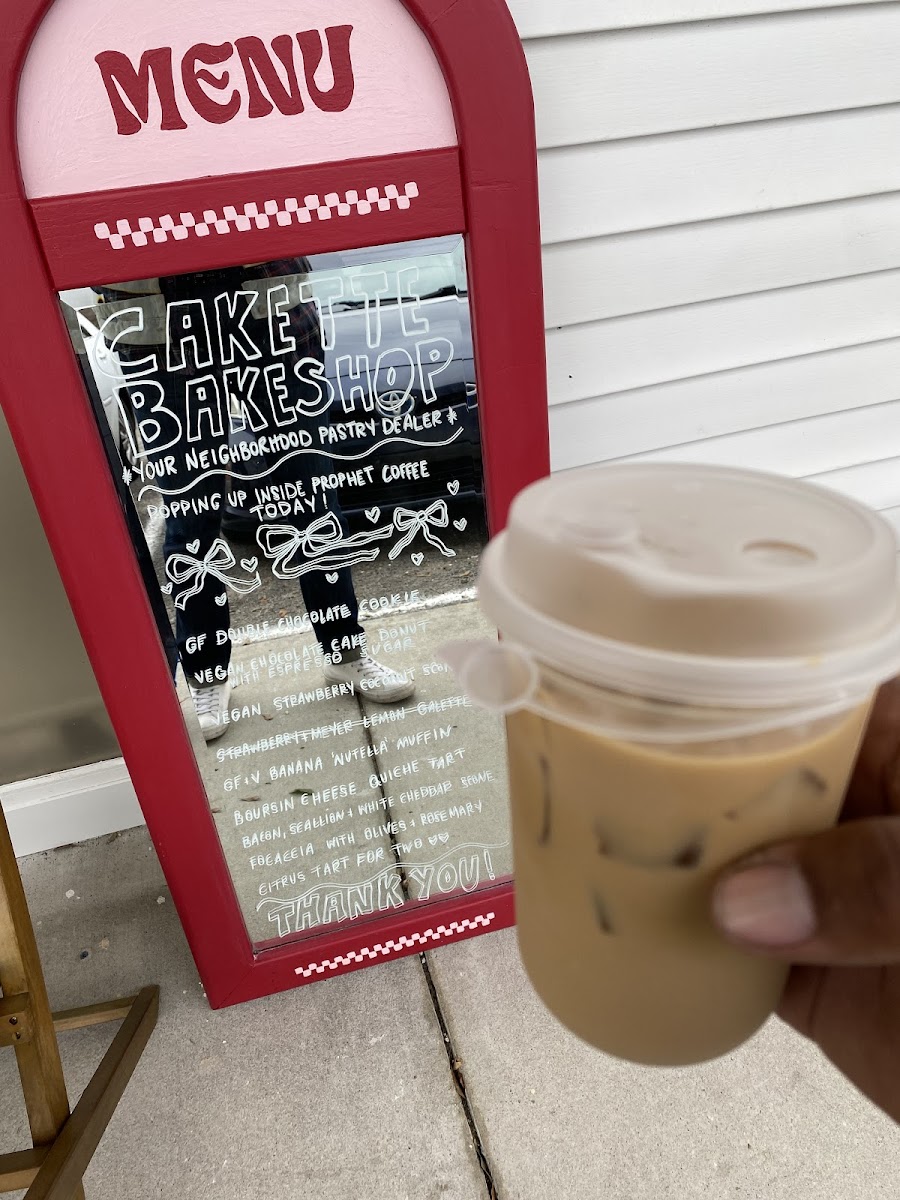 MENU
CAKETTE
BAKESHOP
*YOUR NEIGHBORHOOD PASTRY DEALER*
POPPING UP INSIDE PROPHET COFFEE
TODAY!
GF DOUBLE CHOCOLATE COOKIE
VEGAN CHOCOLATE CAKE DONUT
WITH ESPRESSO SUGAR
VEGAN STRAWBERRY COCONUT
STRAWBERRY + MEYER LEMON GALETTE
GF+V BANANA 'NUTELLA' MUFFIN
BOURSIN CHEESE QUICHE TART
BACON, SCALLION + WHITE CHEDDAR SCONE
FOCACCIA WITH OLIVES + ROSEMARY
CITRUS TART FOR TWO
THANK YOU!